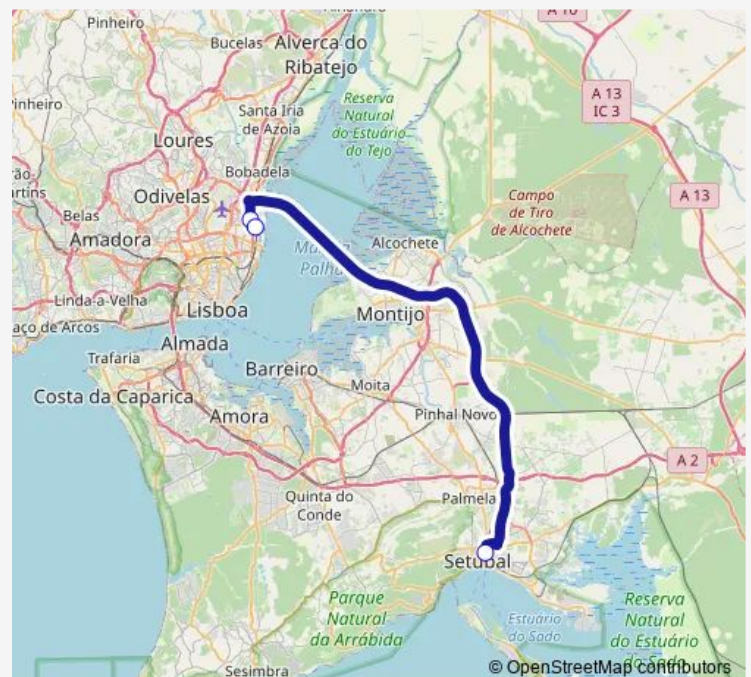 Pinheiro
Bucelas
Alverca do
Ribatejo
A 13
IC 3
Santa Iria
de Azoia
Reserva
Natural
do Estuário
do Tejo
Loures
Bobadela
A 13
Odivelas
Campo
de Tiro
de Alcochete
Belas
Amadora
Alcochete
Linda-a-Velha
Lisboa
Montijo
Trafaria
Almada
Barreiro
Moita
Costa da Caparica
Amora
Pinhal Novo
A 2
Quinta do
Conde
Palmela
Setúbal
Parque
Natural
da Arrábida
Estuário
do Sado
Reserva
Natural
do Estuário
do Sado
Sesimbra
© OpenStreetMap contributors